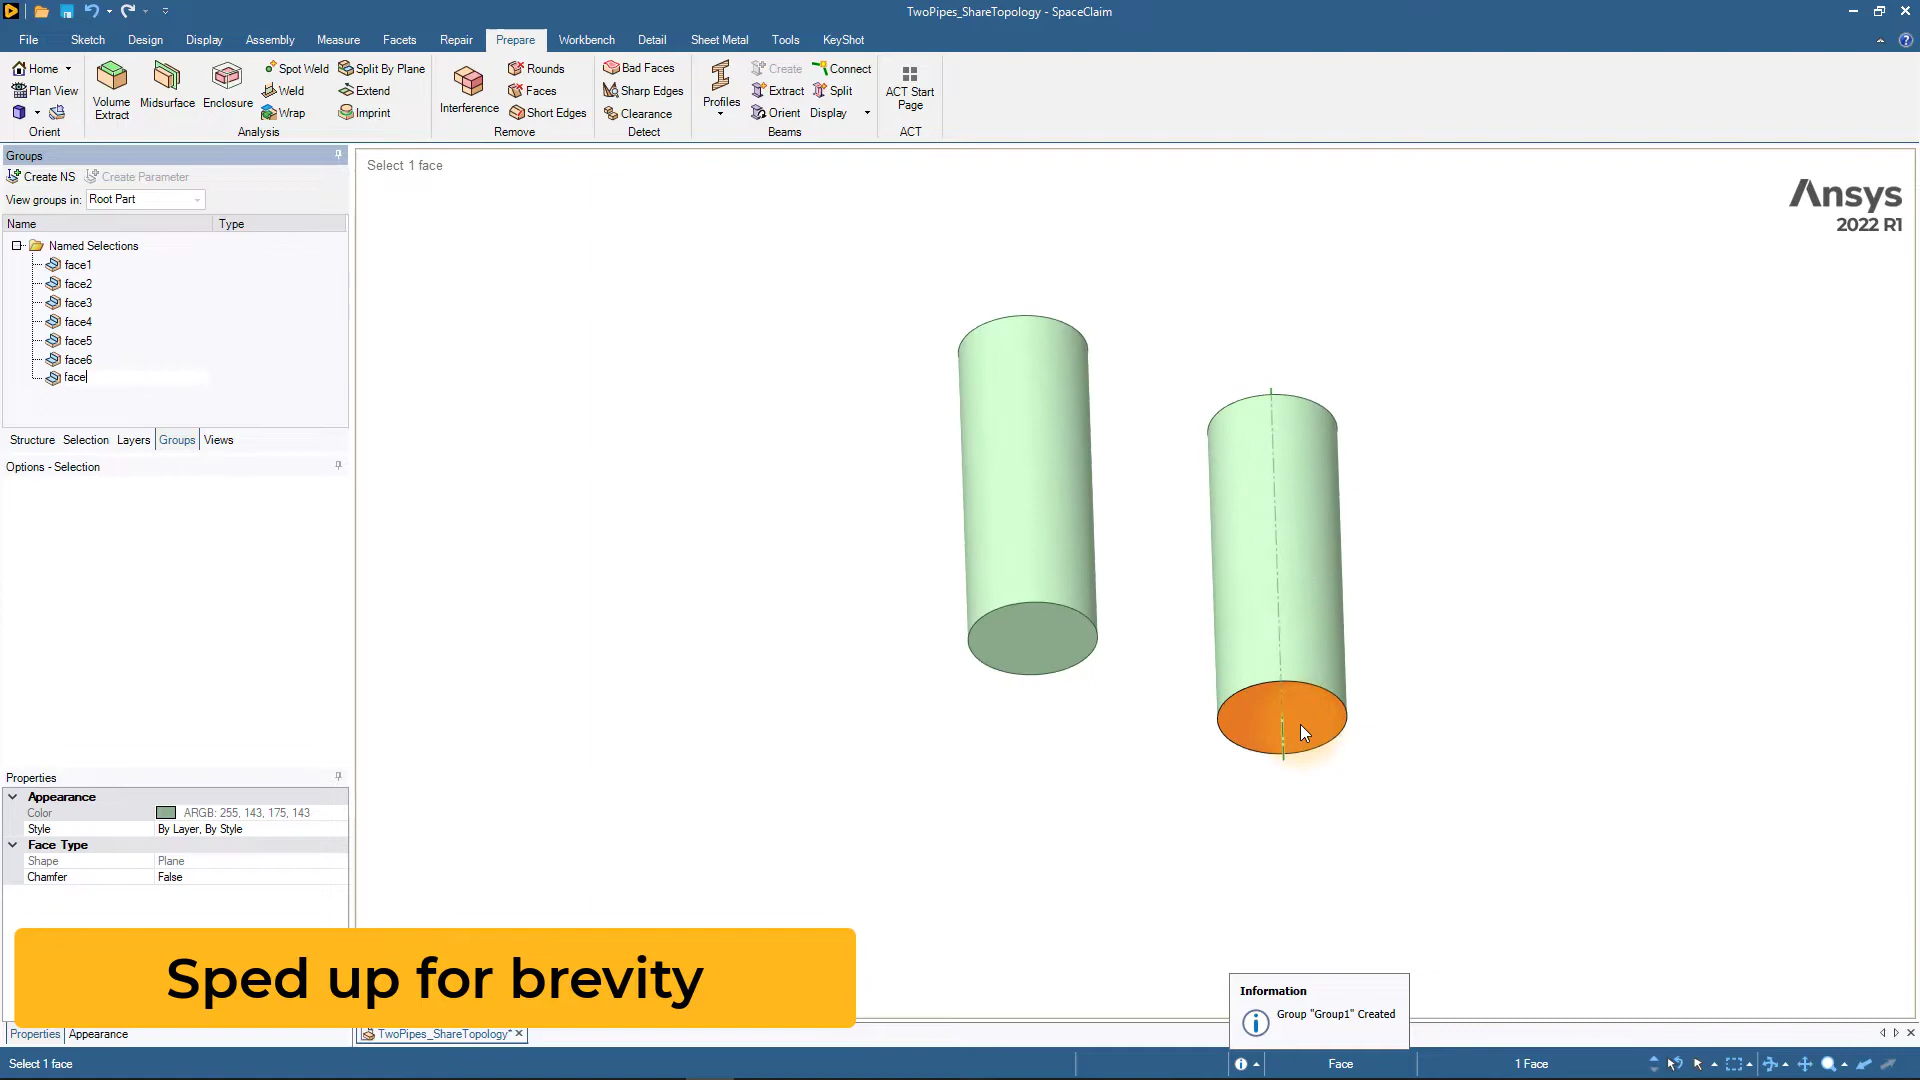 TwoPipes_ShareTopology - SpaceClaim
File Sketch Design Display Assembly Measure Facets Repair Prepare Workbench Detail Sheet Metal Tools KeyShot
Home
Plan View
Orient
Volume
Extract
Midsurface
Enclosure
Spot Weld
Weld
Wrap
Split By Plane
Extend
Imprint
Analysis
Interference
Rounds
Faces
Short Edges
Remove
Bad Faces
Sharp Edges
Clearance
Detect
Profiles
Create
Connect
Extract
Split
Orient
Display
Beams
ACT Start
Page
ACT
Groups
Create NS Create Parameter
View groups in: Root Part
Name Type
Named Selections
face1
face2
face3
face4
face5
face6
face
Structure Selection Layers Groups Views
Options - Selection
Properties
Appearance
Color ARGB: 255, 143, 175, 143
Style By Layer, By Style
Face Type
Shape Plane
Chamfer False
Properties Appearance
Select 1 face
Ansys
2022 R1
Sped up for brevity
Information
Group "Group1" Created
TwoPipes_ShareTopology*
Select 1 face
Face
1 Face